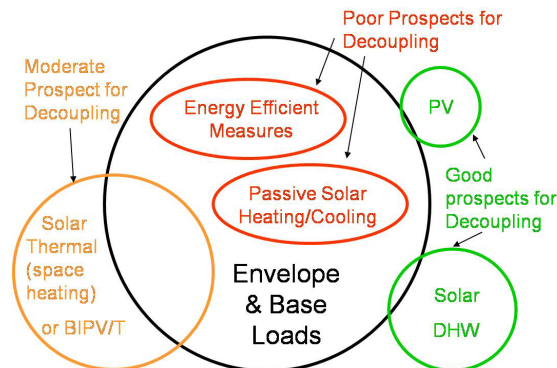 Poor Prospects for
Decoupling
Moderate
Prospect for
Decoupling
Energy Efficient
Measures
PV
Passive Solar
Heating/Cooling
Good
prospects for
Decoupling
Solar
Thermal
(space
heating)
or BIPV/T
Envelope
& Base
Loads
Solar
DHW